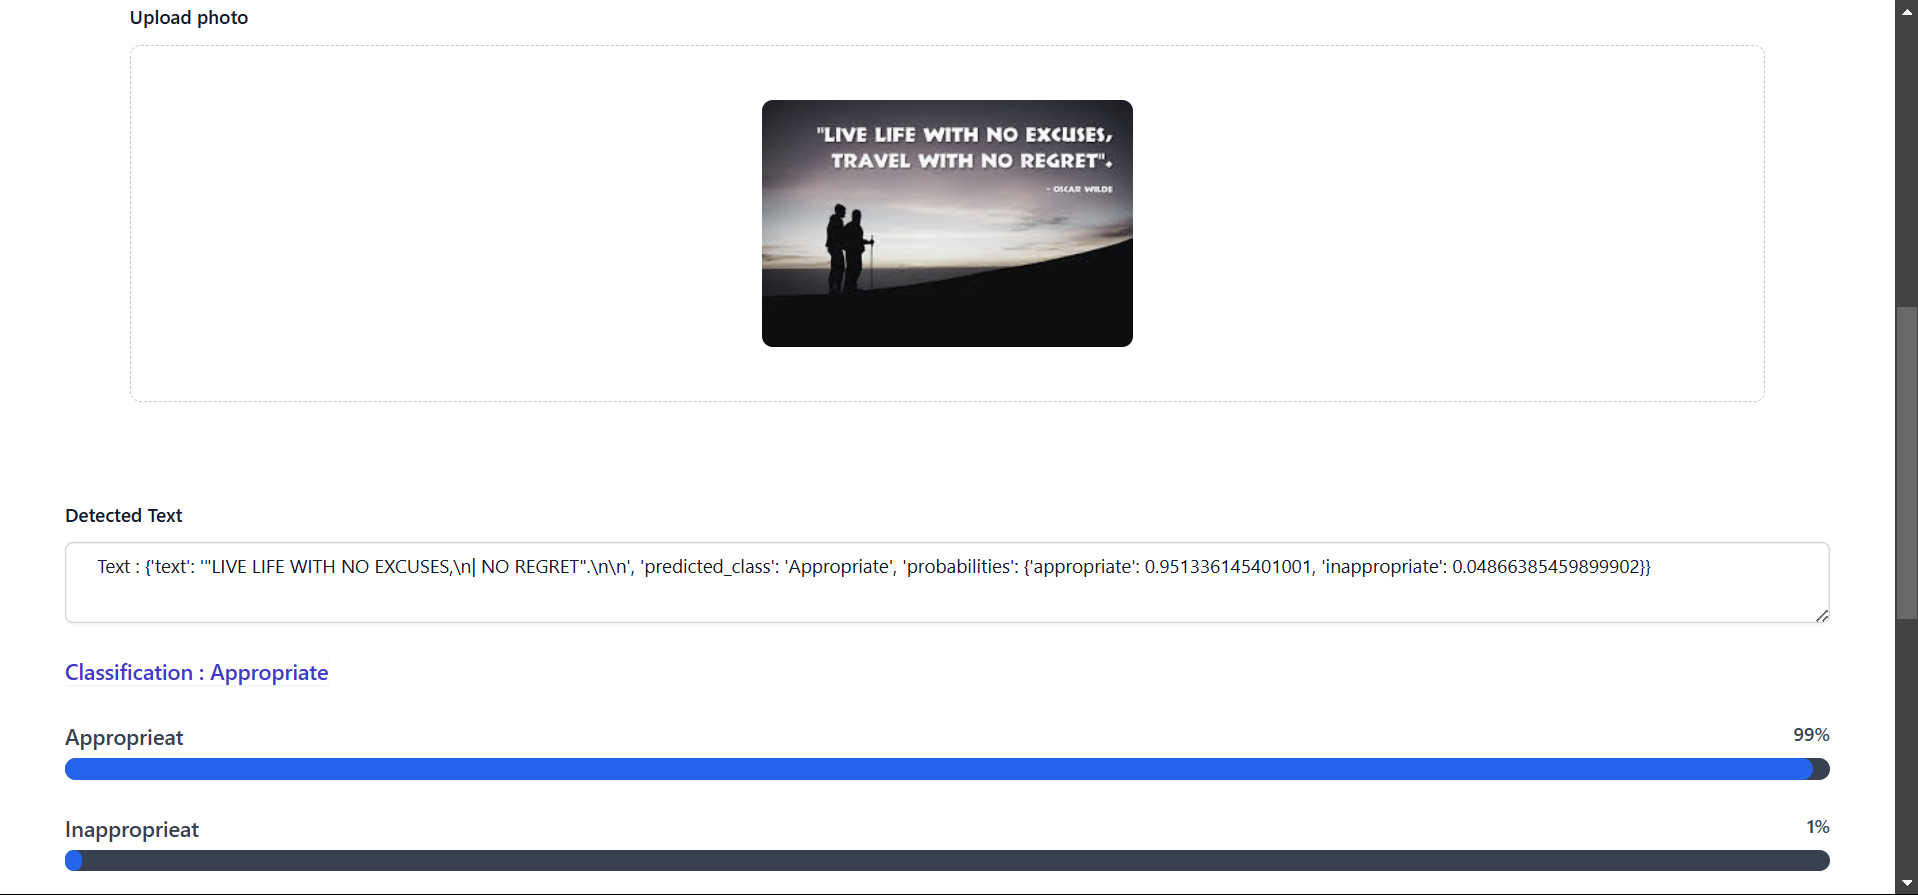 Upload photo
"LIVE LIFE WITH NO EXCUSES,
TRAVEL WITH NO REGRET".
- OSCAR WILDE
Detected Text
Text : {'text': '"LIVE LIFE WITH NO EXCUSES,\n| NO REGRET".\n\n', 'predicted_class': 'Appropriate', 'probabilities': {'appropriate': 0.951336145401001, 'inappropriate': 0.04866385459899902}}
Classification : Appropriate
Approprieat
99%
Inapproprieat
1%